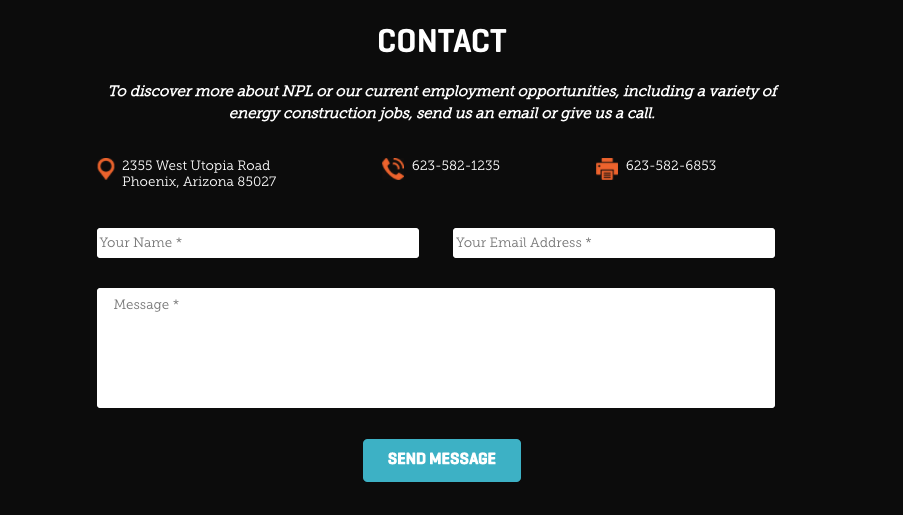 CONTACT
To discover more about NPL or our current employment opportunities, including a variety of
energy construction jobs, send us an email or give us a call.
2355 West Utopia Road
Phoenix, Arizona 85027
623-582-1235
623-582-6853
Your Name *
Your Email Address *
Message *
SEND MESSAGE